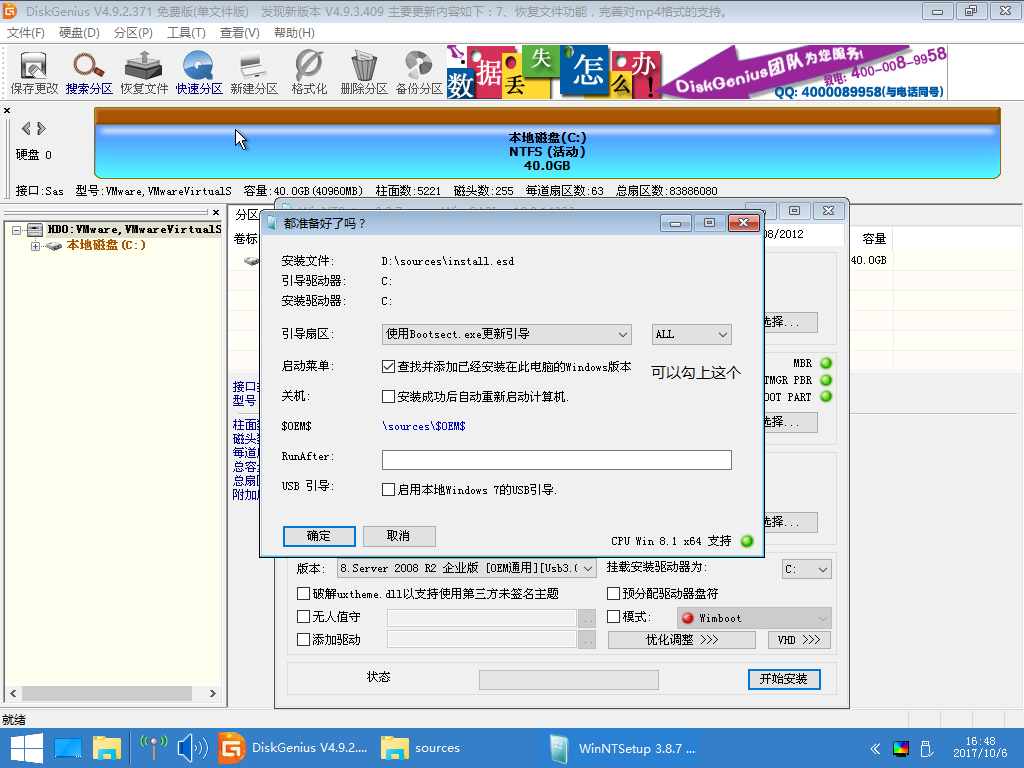 DiskGenius V4.9.2.371 免费版(单文件版) 发现新版本 V4.9.3.409 主要更新内容如下：7、恢复文件功能，完善对mp4格式的支持。
文件(F) 硬盘(D) 分区(P) 工具(T) 查看(V) 帮助(H)
保存更改 搜索分区 恢复文件 快速分区 新建分区 格式化 删除分区 备份分区
数据丢失怎么办!
DiskGenius团队为您服务!
致电: 400-008-9958
QQ: 4000089958(与电话同号)
硬盘 0
本地磁盘(C:)
NTFS (活动)
40.0GB
接口:Sas 型号:VMware,VMwareVirtualS 容量:40.0GB(40960MB) 柱面数:5221 磁头数:255 每道扇区数:63 总扇区数:83886080
HD0:VMware,VMwareVirtualS
本地磁盘(C:)
分区
卷标
容量
40.0GB
08/2012
接口
型号
柱面数
磁头数
每道扇
总容
总扇
附加
都准备好了吗？
安装文件: D:\sources\install.esd
引导驱动器: C:
安装驱动器: C:
引导扇区: 使用Bootsect.exe更新引导 ALL
启动菜单: 查找并添加已经安装在此电脑的Windows版本 可以勾上这个
关机: 安装成功后自动重新启动计算机.
$OEM$ \sources\$OEM$
RunAfter:
USB 引导: 启用本地Windows 7的USB引导.
确定 取消
CPU Win 8.1 x64 支持
选择...
MBR
TMGR PBR
OOT PART
选择...
选择...
版本: 8.Server 2008 R2 企业版 [OEM通用][Usb3.( 挂载安装驱动器为: C:
破解uxtheme.dll以支持使用第三方未签名主题 预分配驱动器盘符
无人值守 .. 模式: Wimboot
添加驱动 .. 优化调整 >>> VHD >>>
状态 开始安装
就绪
DiskGenius V4.9.2.... sources WinNTSetup 3.8.7 ...
16:48
2017/10/6